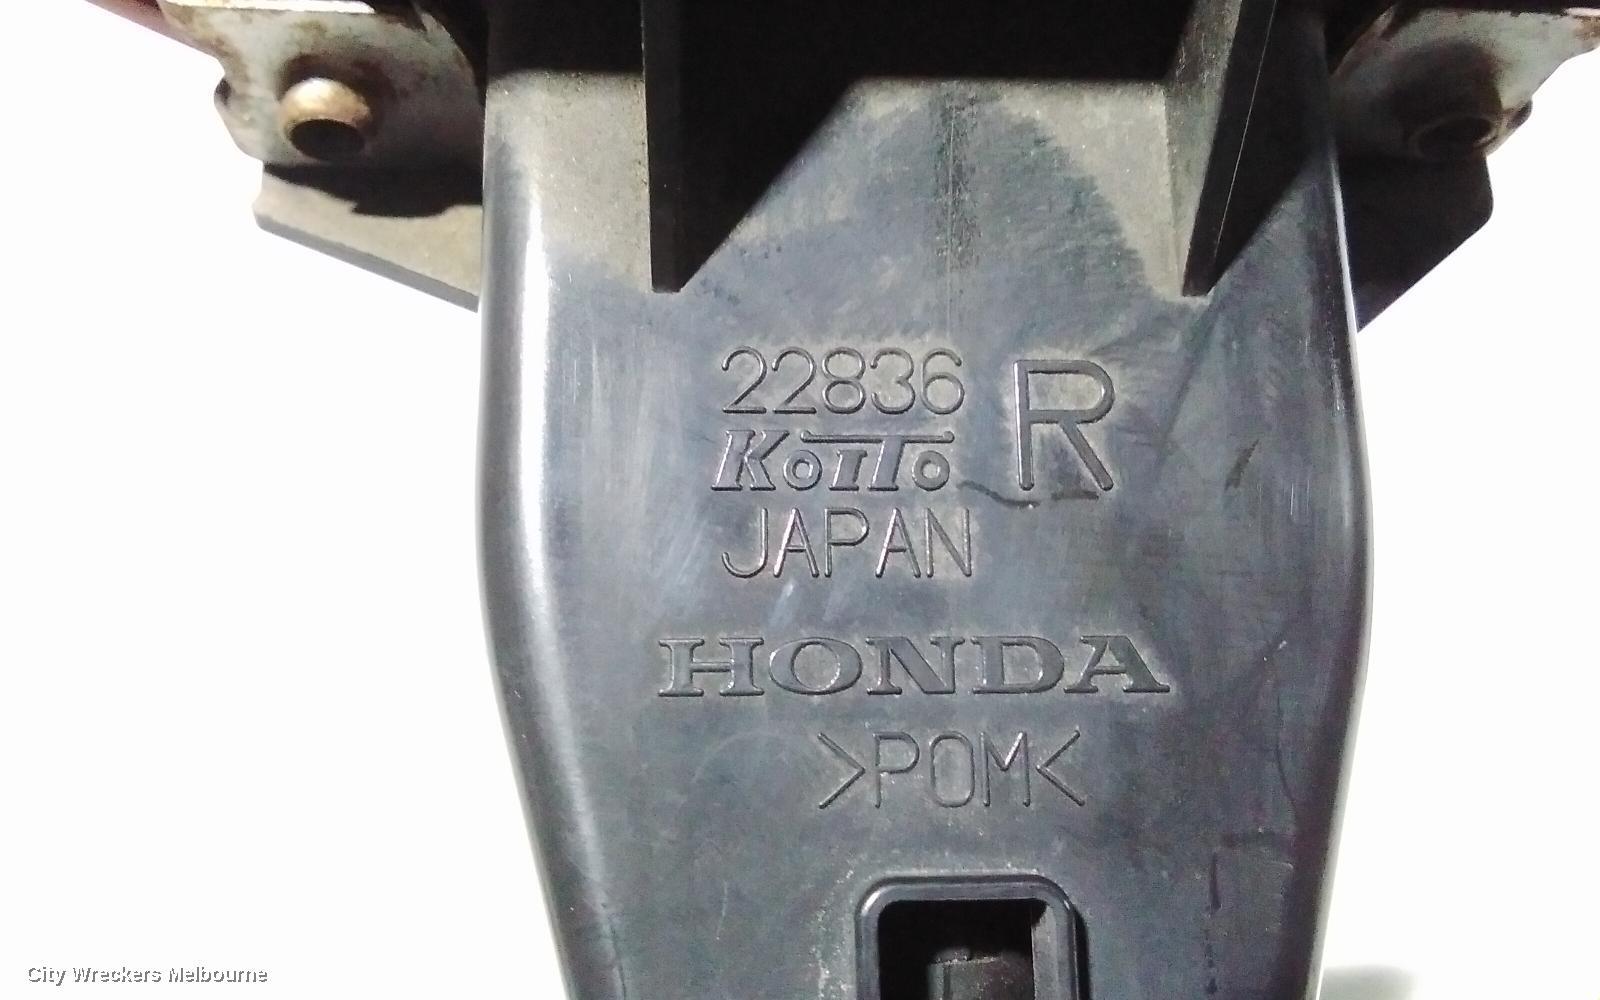 22836 R
KOITO
JAPAN
HONDA
>POM<
City Wreckers Melbourne